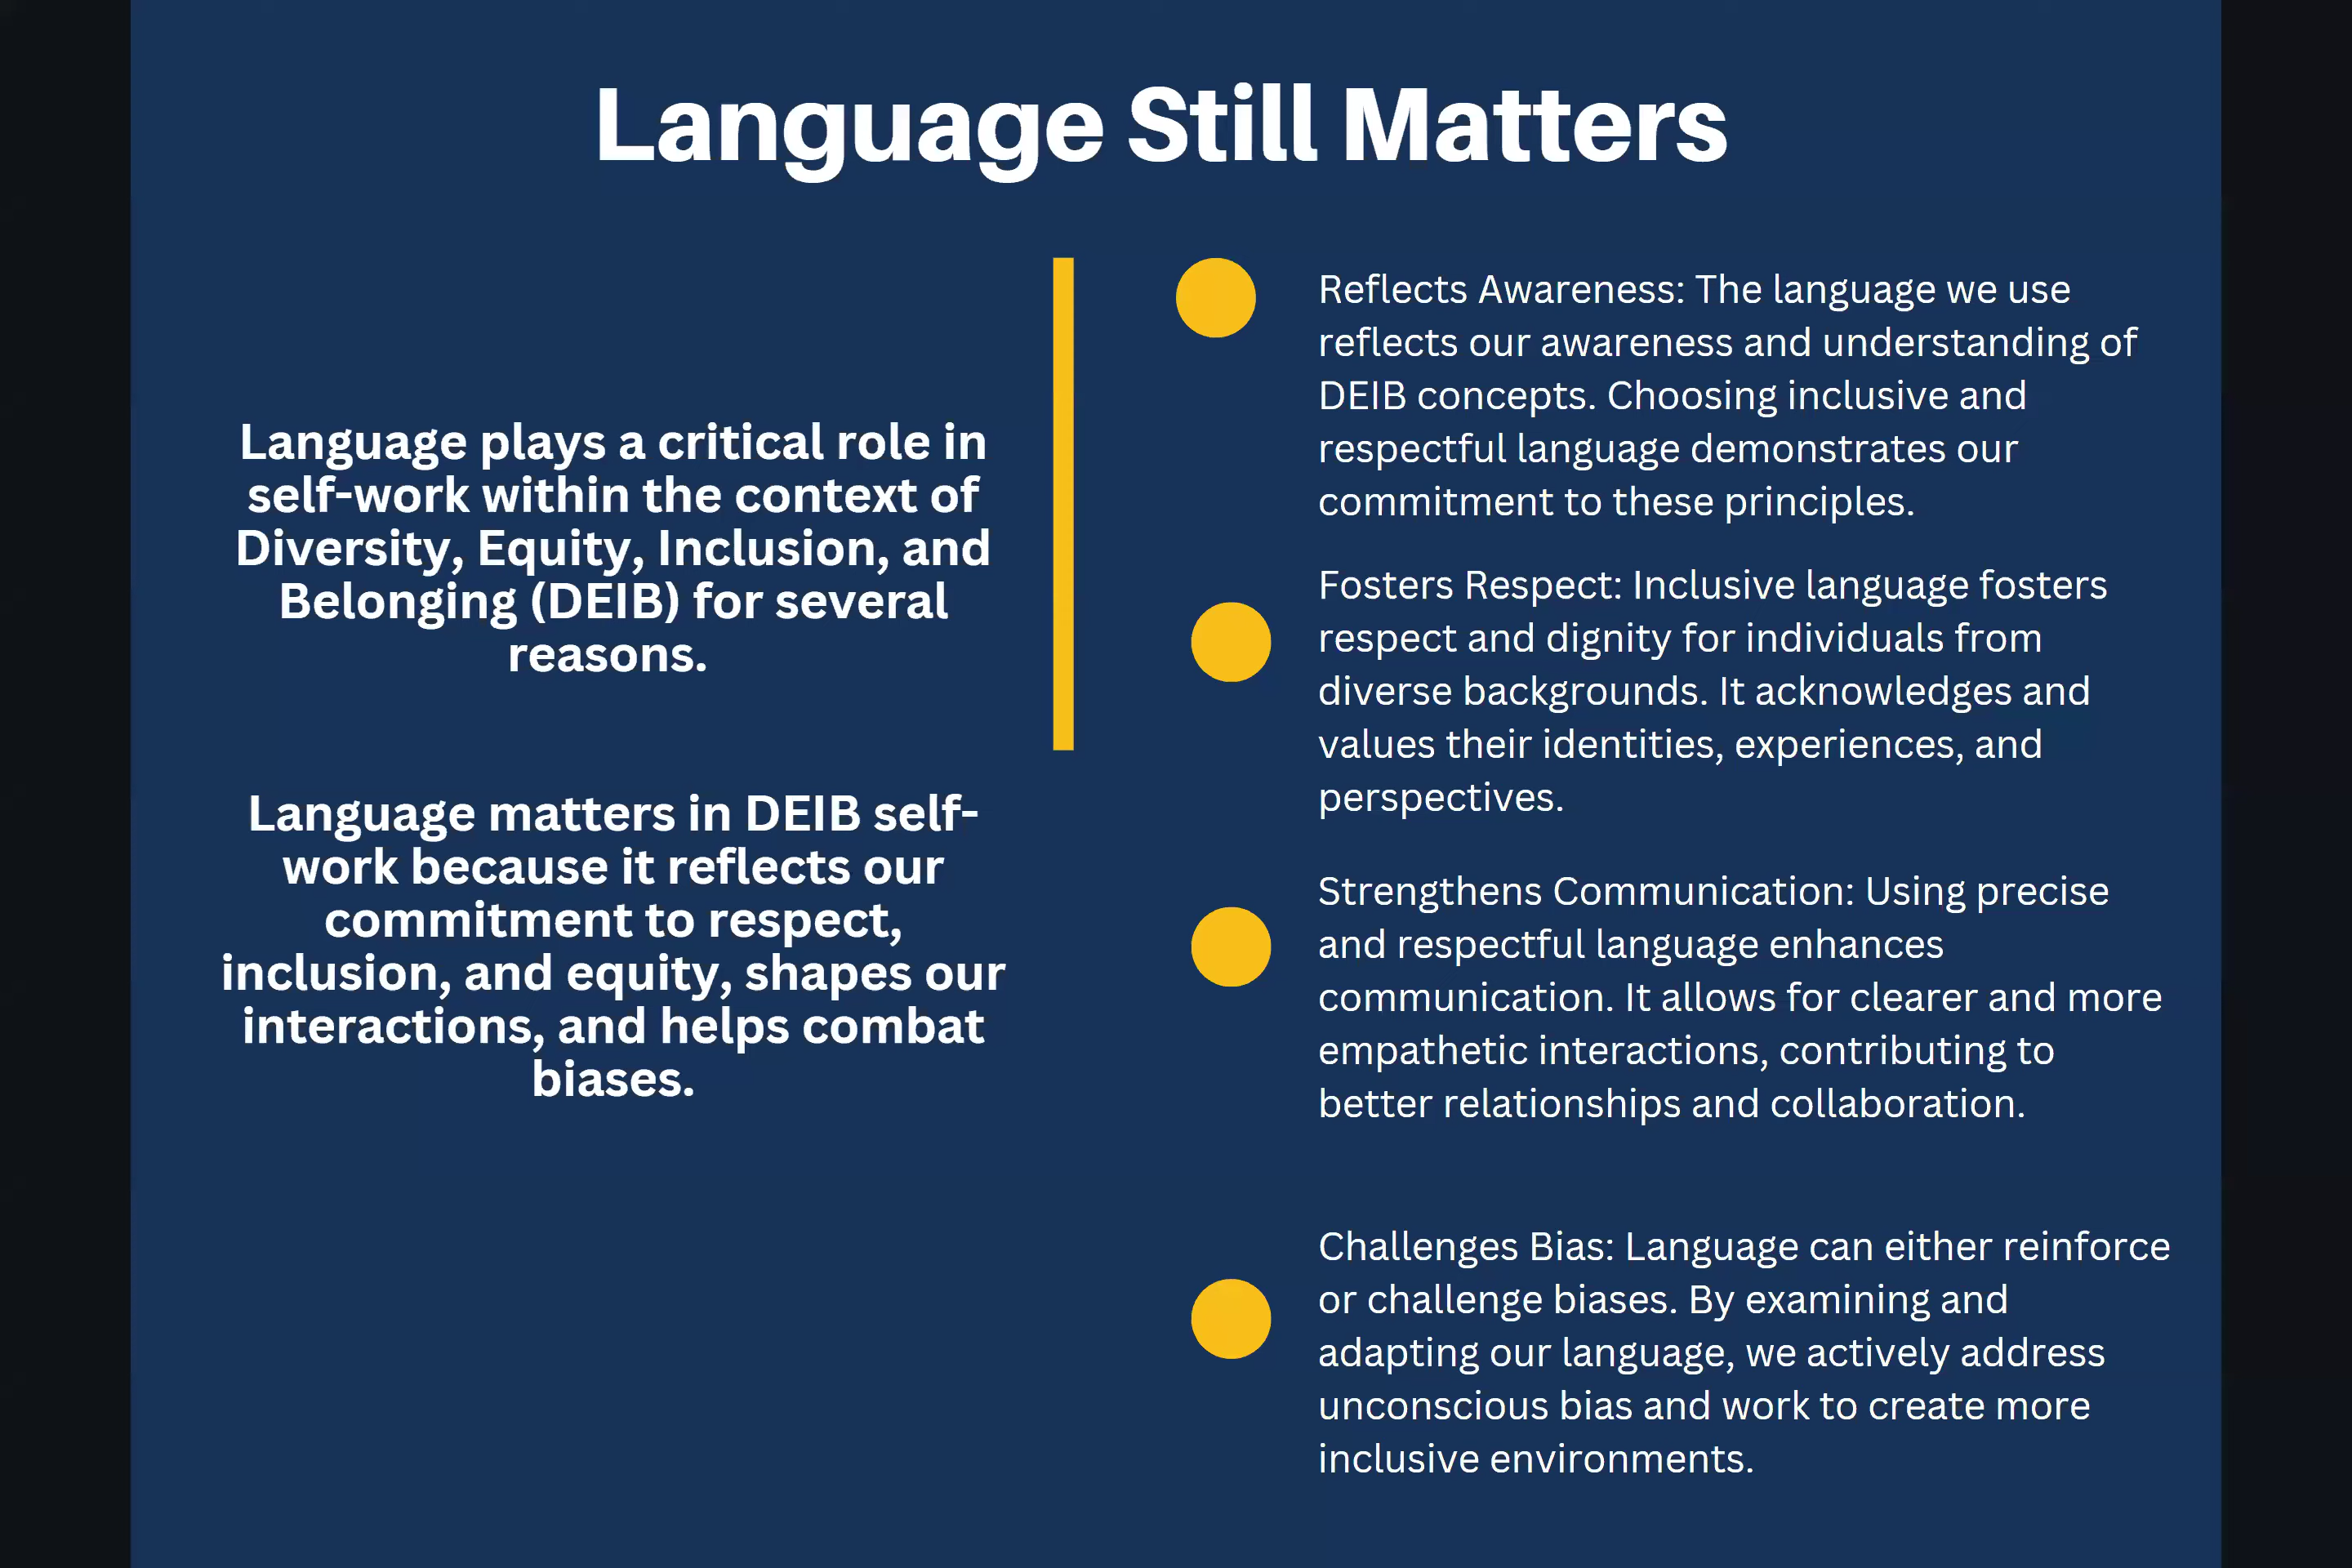 Language Still Matters
Language plays a critical role in
self-work within the context of
Diversity, Equity, Inclusion, and
Belonging (DEIB) for several
reasons.
Language matters in DEIB self-
work because it reflects our
commitment to respect,
inclusion, and equity, shapes our
interactions, and helps combat
biases.
Reflects Awareness: The language we use
reflects our awareness and understanding of
DEIB concepts. Choosing inclusive and
respectful language demonstrates our
commitment to these principles.
Fosters Respect: Inclusive language fosters
respect and dignity for individuals from
diverse backgrounds. It acknowledges and
values their identities, experiences, and
perspectives.
Strengthens Communication: Using precise
and respectful language enhances
communication. It allows for clearer and more
empathetic interactions, contributing to
better relationships and collaboration.
Challenges Bias: Language can either reinforce
or challenge biases. By examining and
adapting our language, we actively address
unconscious bias and work to create more
inclusive environments.